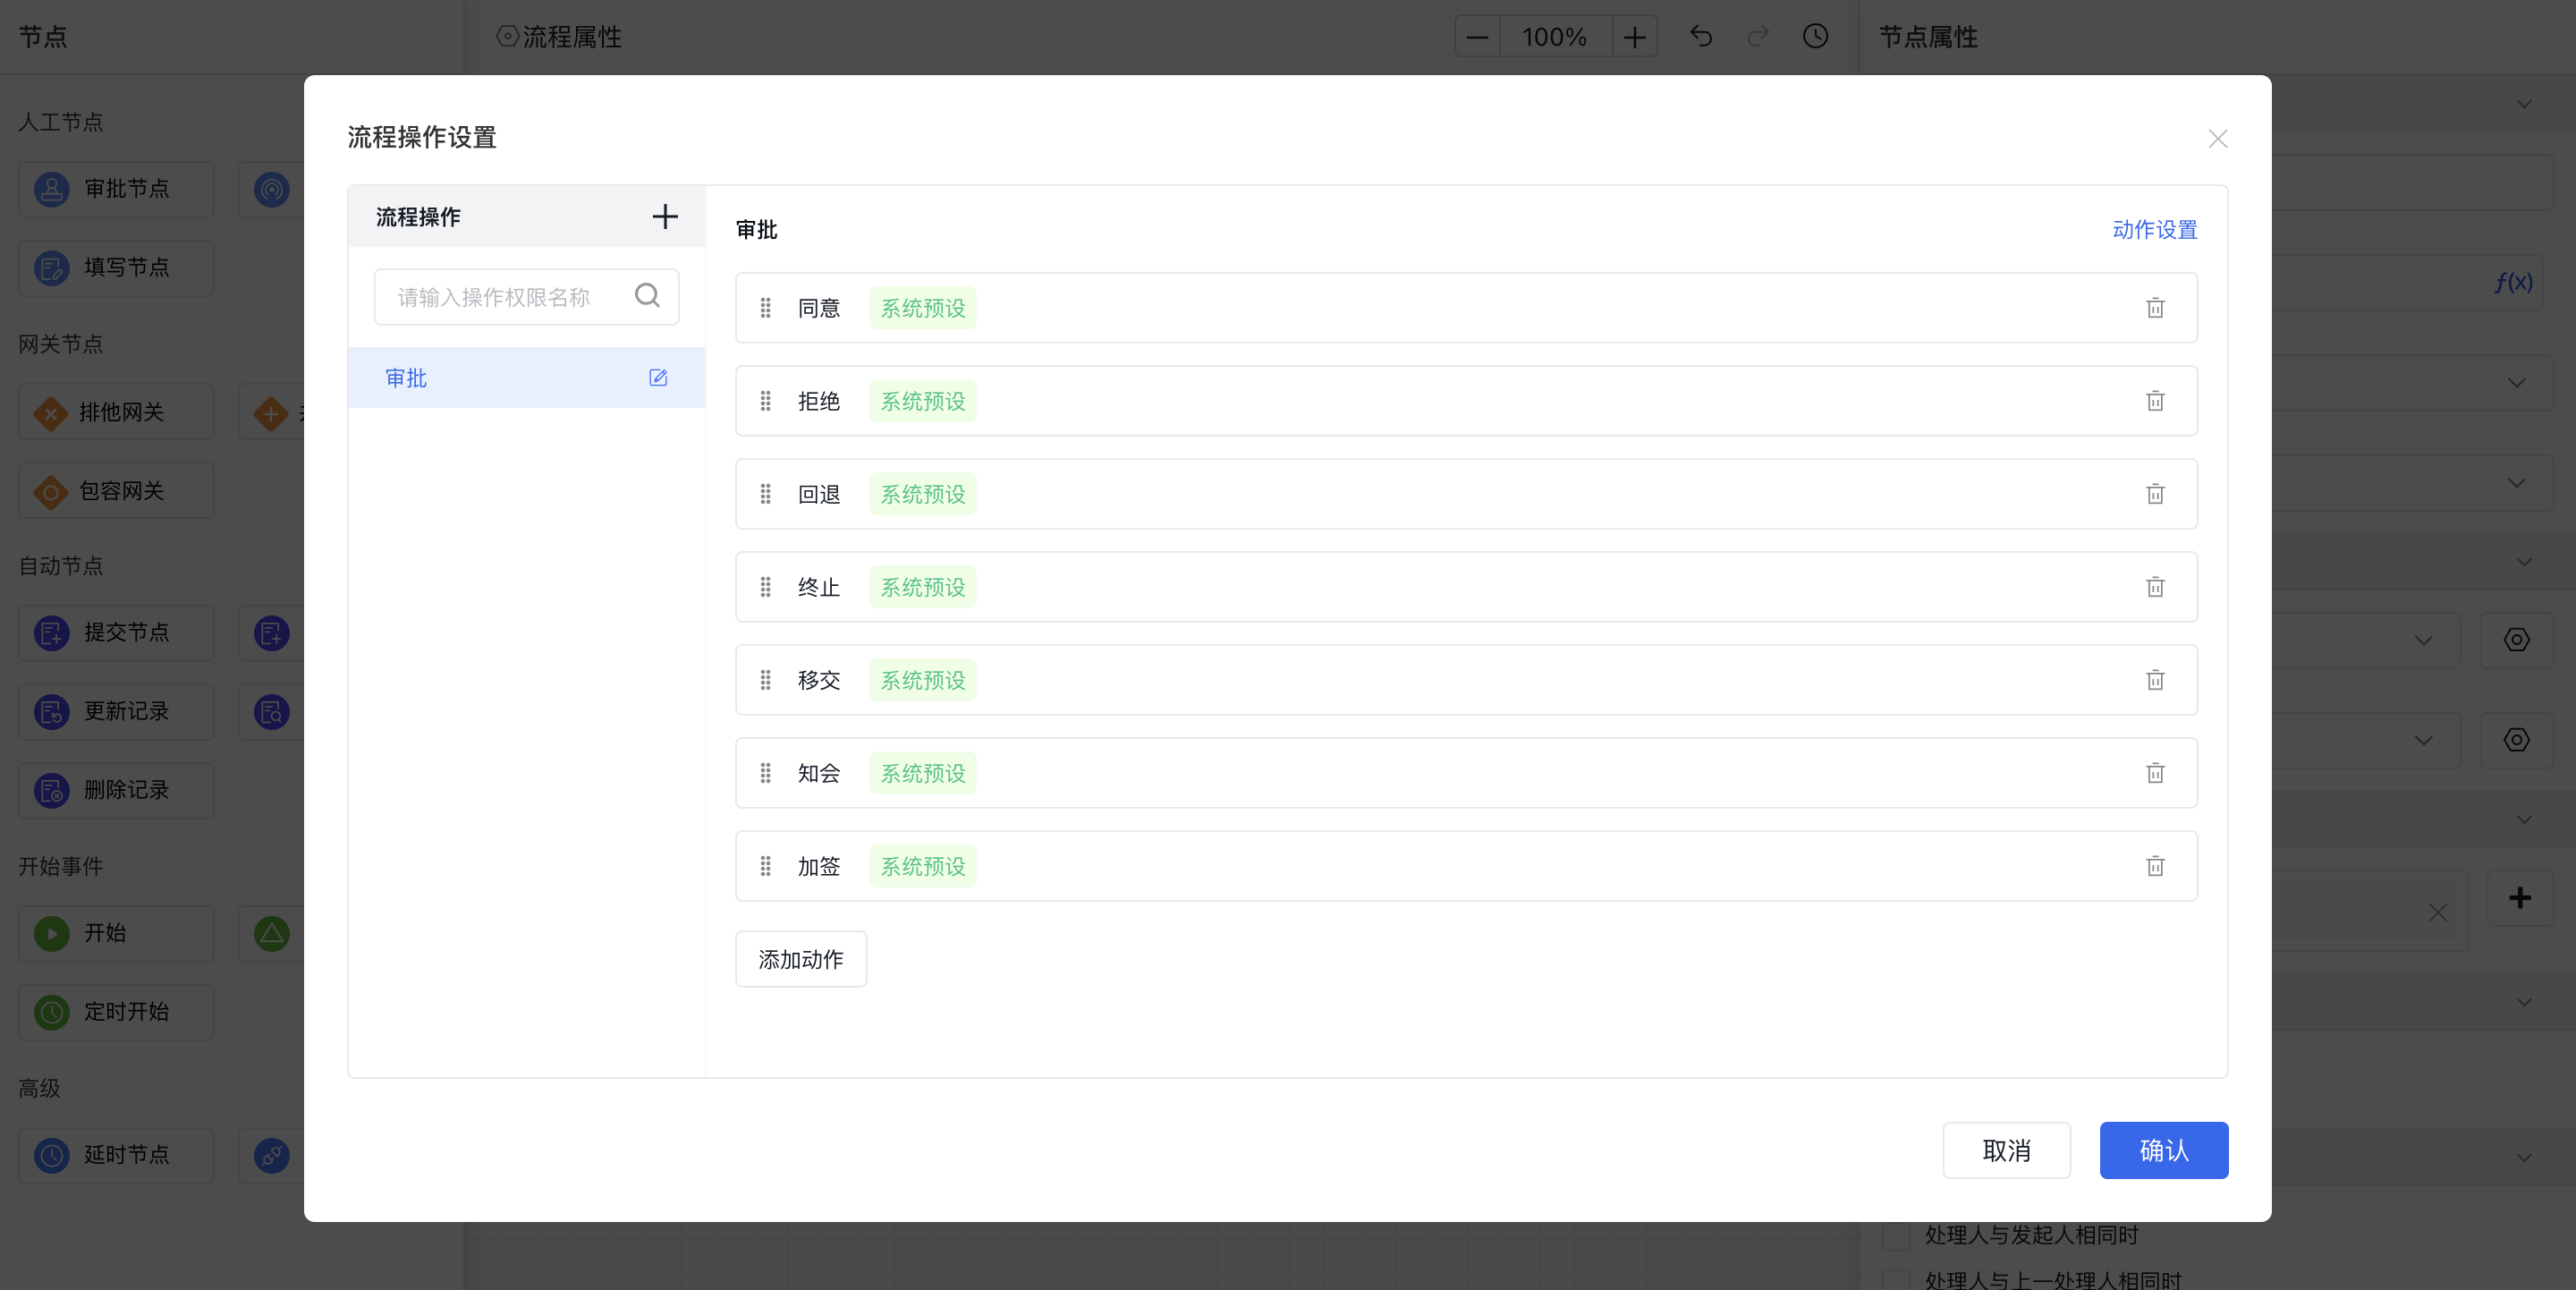 节点
流程属性
100%
节点属性
人工节点
审批节点
填写节点
网关节点
排他网关
包容网关
自动节点
提交节点
更新记录
删除记录
开始事件
开始
定时开始
高级
延时节点
流程操作设置
流程操作
请输入操作权限名称
审批
审批
动作设置
同意 系统预设
拒绝 系统预设
回退 系统预设
终止 系统预设
移交 系统预设
知会 系统预设
加签 系统预设
添加动作
取消 确认
f(x)
处理人与发起人相同时
处理人与上一处理人相同时